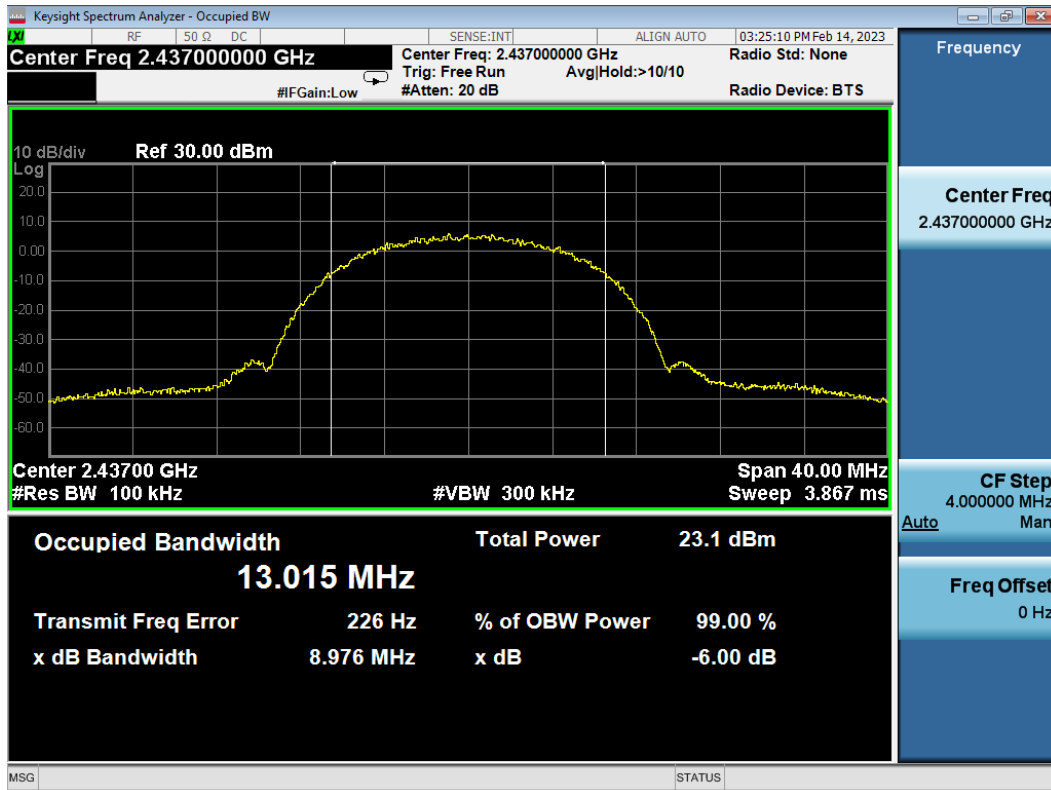 Keysight Spectrum Analyzer - Occupied BW
LXI RF 50 Ω DC SENSE:INT ALIGN AUTO 03:25:10 PM Feb 14, 2023
Center Freq 2.437000000 GHz
Center Freq: 2.437000000 GHz
Radio Std: None
Trig: Free Run Avg|Hold:>10/10
#IFGain:Low
#Atten: 20 dB
Radio Device: BTS
10 dB/div Ref 30.00 dBm
Log
20.0
10.0
0.00
-10.0
-20.0
-30.0
-40.0
-50.0
-60.0
Center 2.43700 GHz Span 40.00 MHz
#Res BW 100 kHz #VBW 300 kHz Sweep 3.867 ms
Occupied Bandwidth Total Power 23.1 dBm
13.015 MHz
Transmit Freq Error 226 Hz % of OBW Power 99.00 %
x dB Bandwidth 8.976 MHz x dB -6.00 dB
MSG STATUS
Frequency
Center Freq
2.437000000 GHz
CF Step
4.000000 MHz
Auto Man
Freq Offset
0 Hz